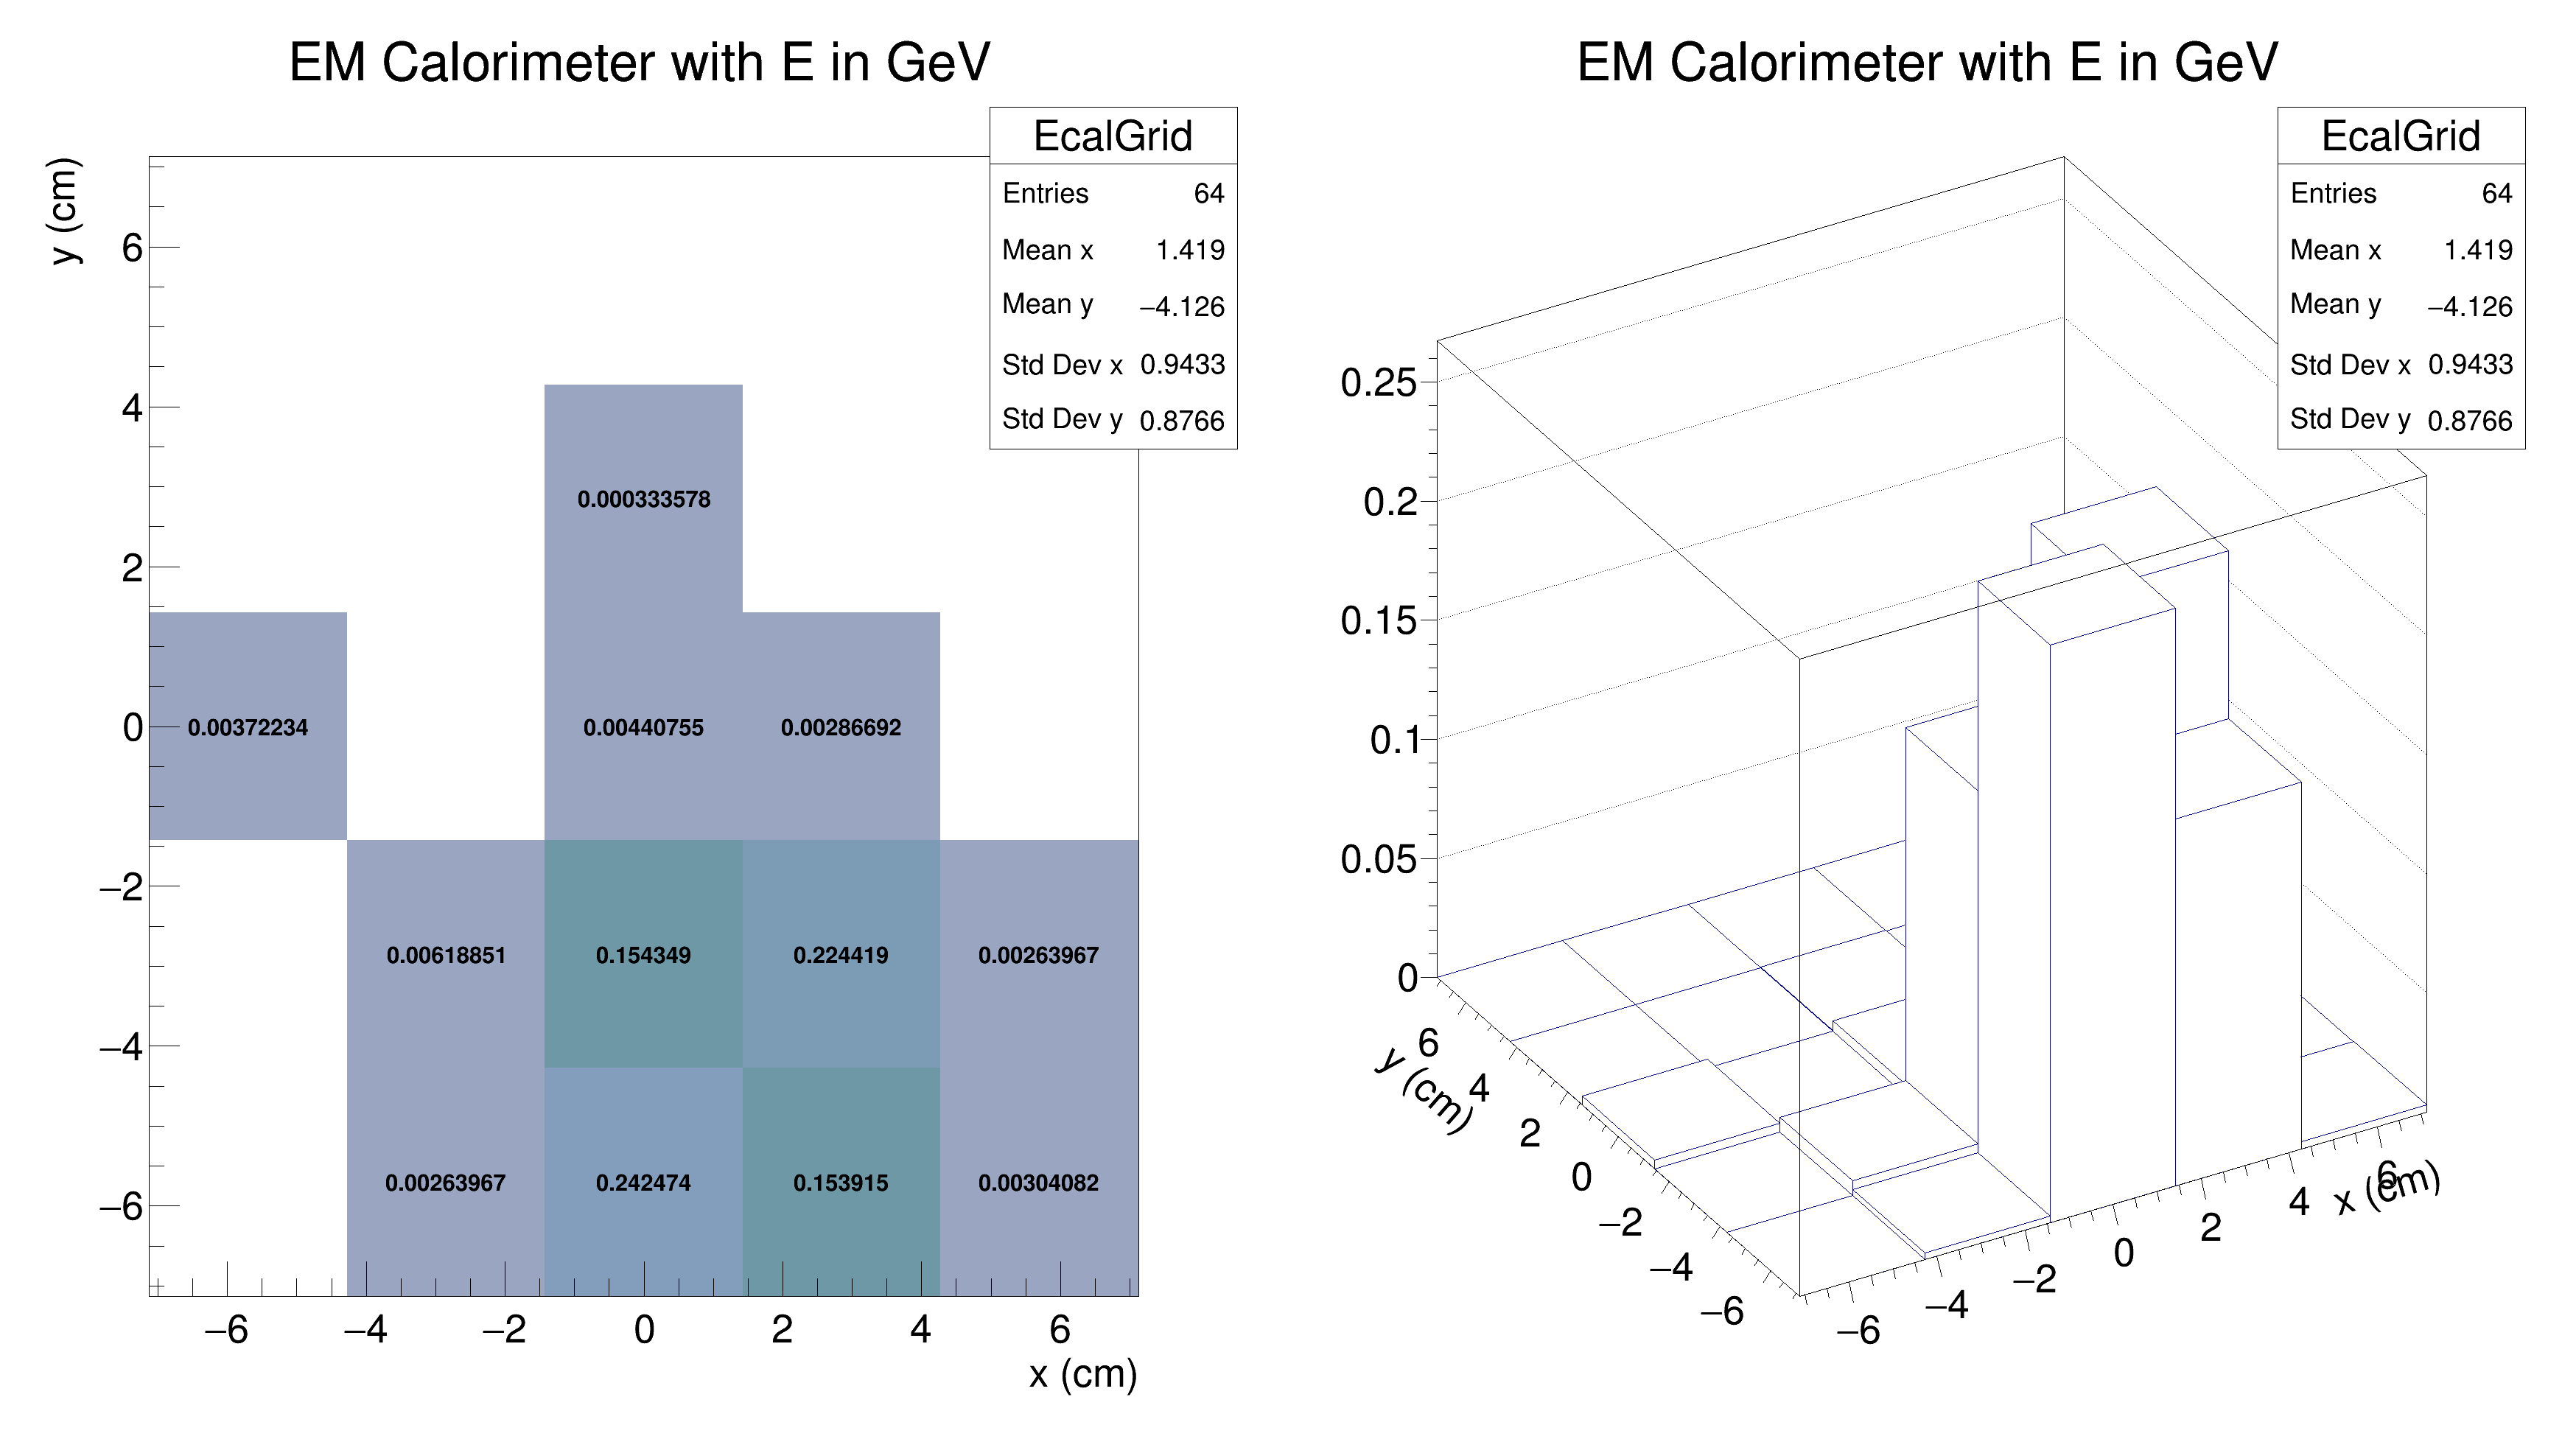 EM Calorimeter with E in GeV
EcalGrid
Entries 64
Mean x 1.419
Mean y −4.126
Std Dev x 0.9433
Std Dev y 0.8766
y (cm)
6
4
2
0
−2
−4
−6
0.000333578
0.00372234 0.00440755 0.00286692
0.00618851 0.154349 0.224419 0.00263967
0.00263967 0.242474 0.153915 0.00304082
−6 −4 −2 0 2 4 6
x (cm)
EM Calorimeter with E in GeV
EcalGrid
Entries 64
Mean x 1.419
Mean y −4.126
Std Dev x 0.9433
Std Dev y 0.8766
0.25
0.2
0.15
0.1
0.05
0
6
4
2
0
−2
−4
−6
y (cm)
−6
−4
−2
0
2
4
6
x (cm)